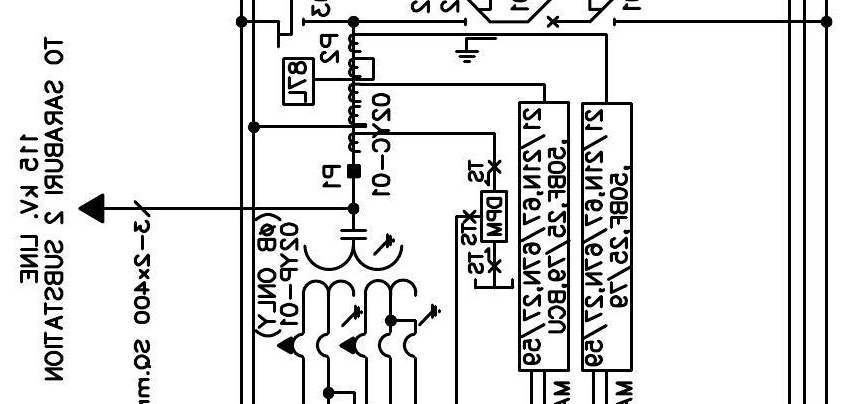 TO SARABURI 2 SUBSTATION
115 kV. LINE
3-2x400 SQ.m
02YP-01
(ØB ONLY)
87L
P2
P1
02YC-01
TS
DPM
TS
TS
21/21N,67/67N,27/59
,50BF,25/79,BCU
21/21N,67/67N,27/59
,50BF,25/79
MA
MA